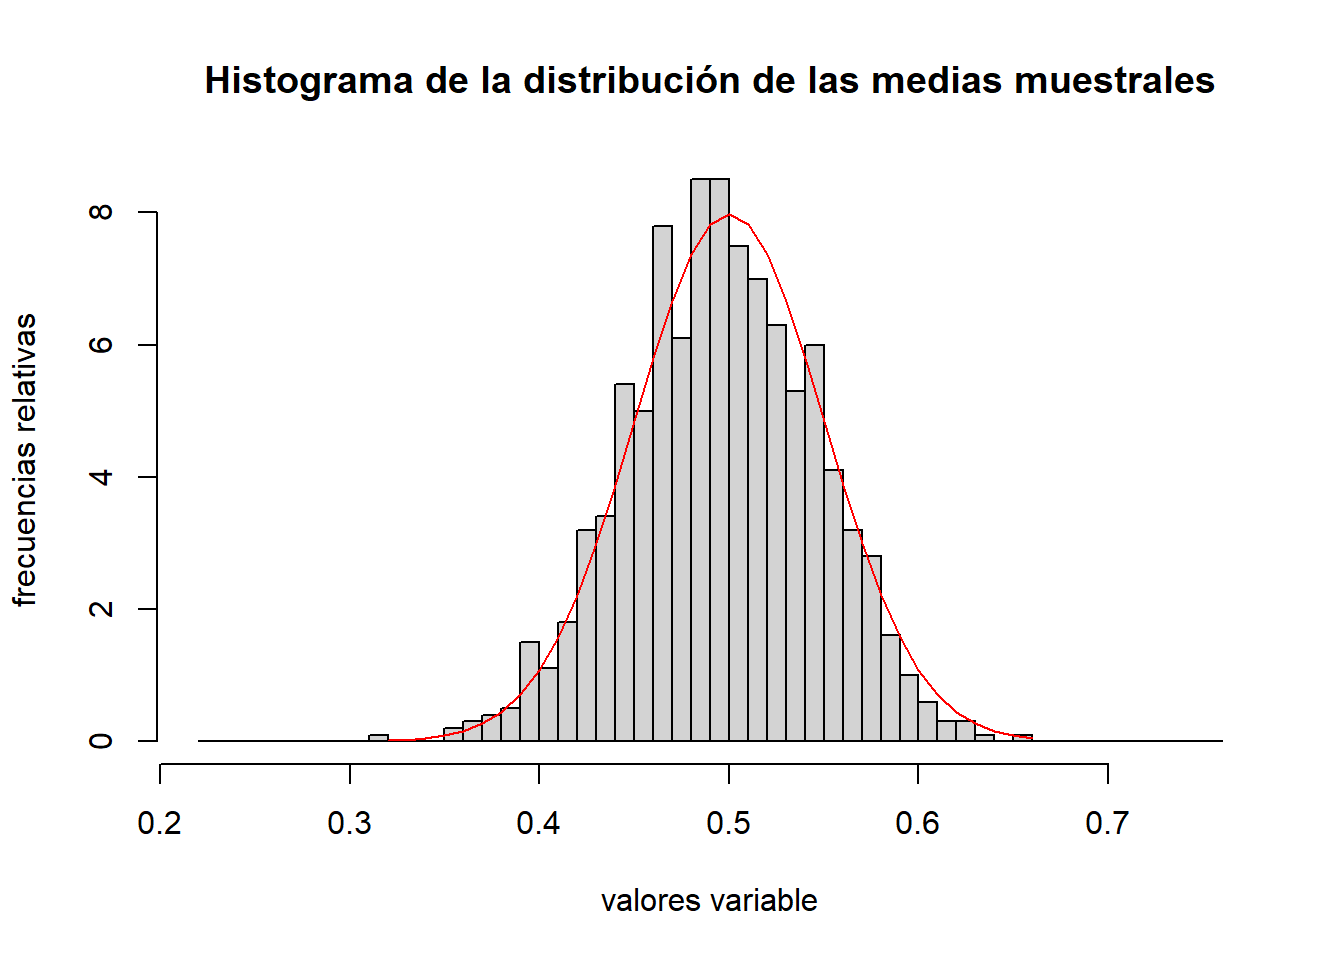 Histograma de la distribución de las medias muestrales
frecuencias relativas
8
6
4
2
0
0.2 0.3 0.4 0.5 0.6 0.7
valores variable